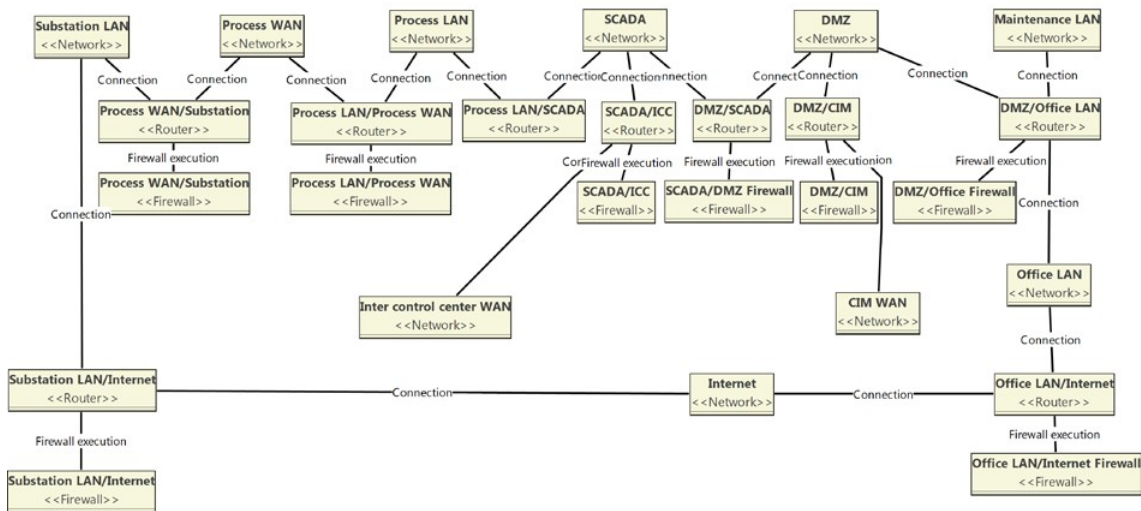 Substation LAN
<<Network>>
Process WAN
<<Network>>
Process LAN
<<Network>>
SCADA
<<Network>>
DMZ
<<Network>>
Maintenance LAN
<<Network>>
Connection
Connection
Connection
Connection
Connection
Connection
Connection
Connection
Connection
Connection
Process WAN/Substation
<<Router>>
Process LAN/Process WAN
<<Router>>
Process LAN/SCADA
<<Router>>
SCADA/ICC
<<Router>>
DMZ/SCADA
<<Router>>
DMZ/CIM
<<Router>>
DMZ/Office LAN
<<Router>>
Firewall execution
Firewall execution
Firewall execution
Firewall execution
Firewall execution
Firewall execution
Process WAN/Substation
<<Firewall>>
Process LAN/Process WAN
<<Firewall>>
SCADA/ICC
<<Firewall>>
SCADA/DMZ Firewall
<<Firewall>>
DMZ/CIM
<<Firewall>>
DMZ/Office Firewall
<<Firewall>>
Connection
Connection
Inter control center WAN
<<Network>>
CIM WAN
<<Network>>
Office LAN
<<Network>>
Connection
Substation LAN/Internet
<<Router>>
Connection
Internet
<<Network>>
Connection
Office LAN/Internet
<<Router>>
Firewall execution
Firewall execution
Substation LAN/Internet
<<Firewall>>
Office LAN/Internet Firewall
<<Firewall>>